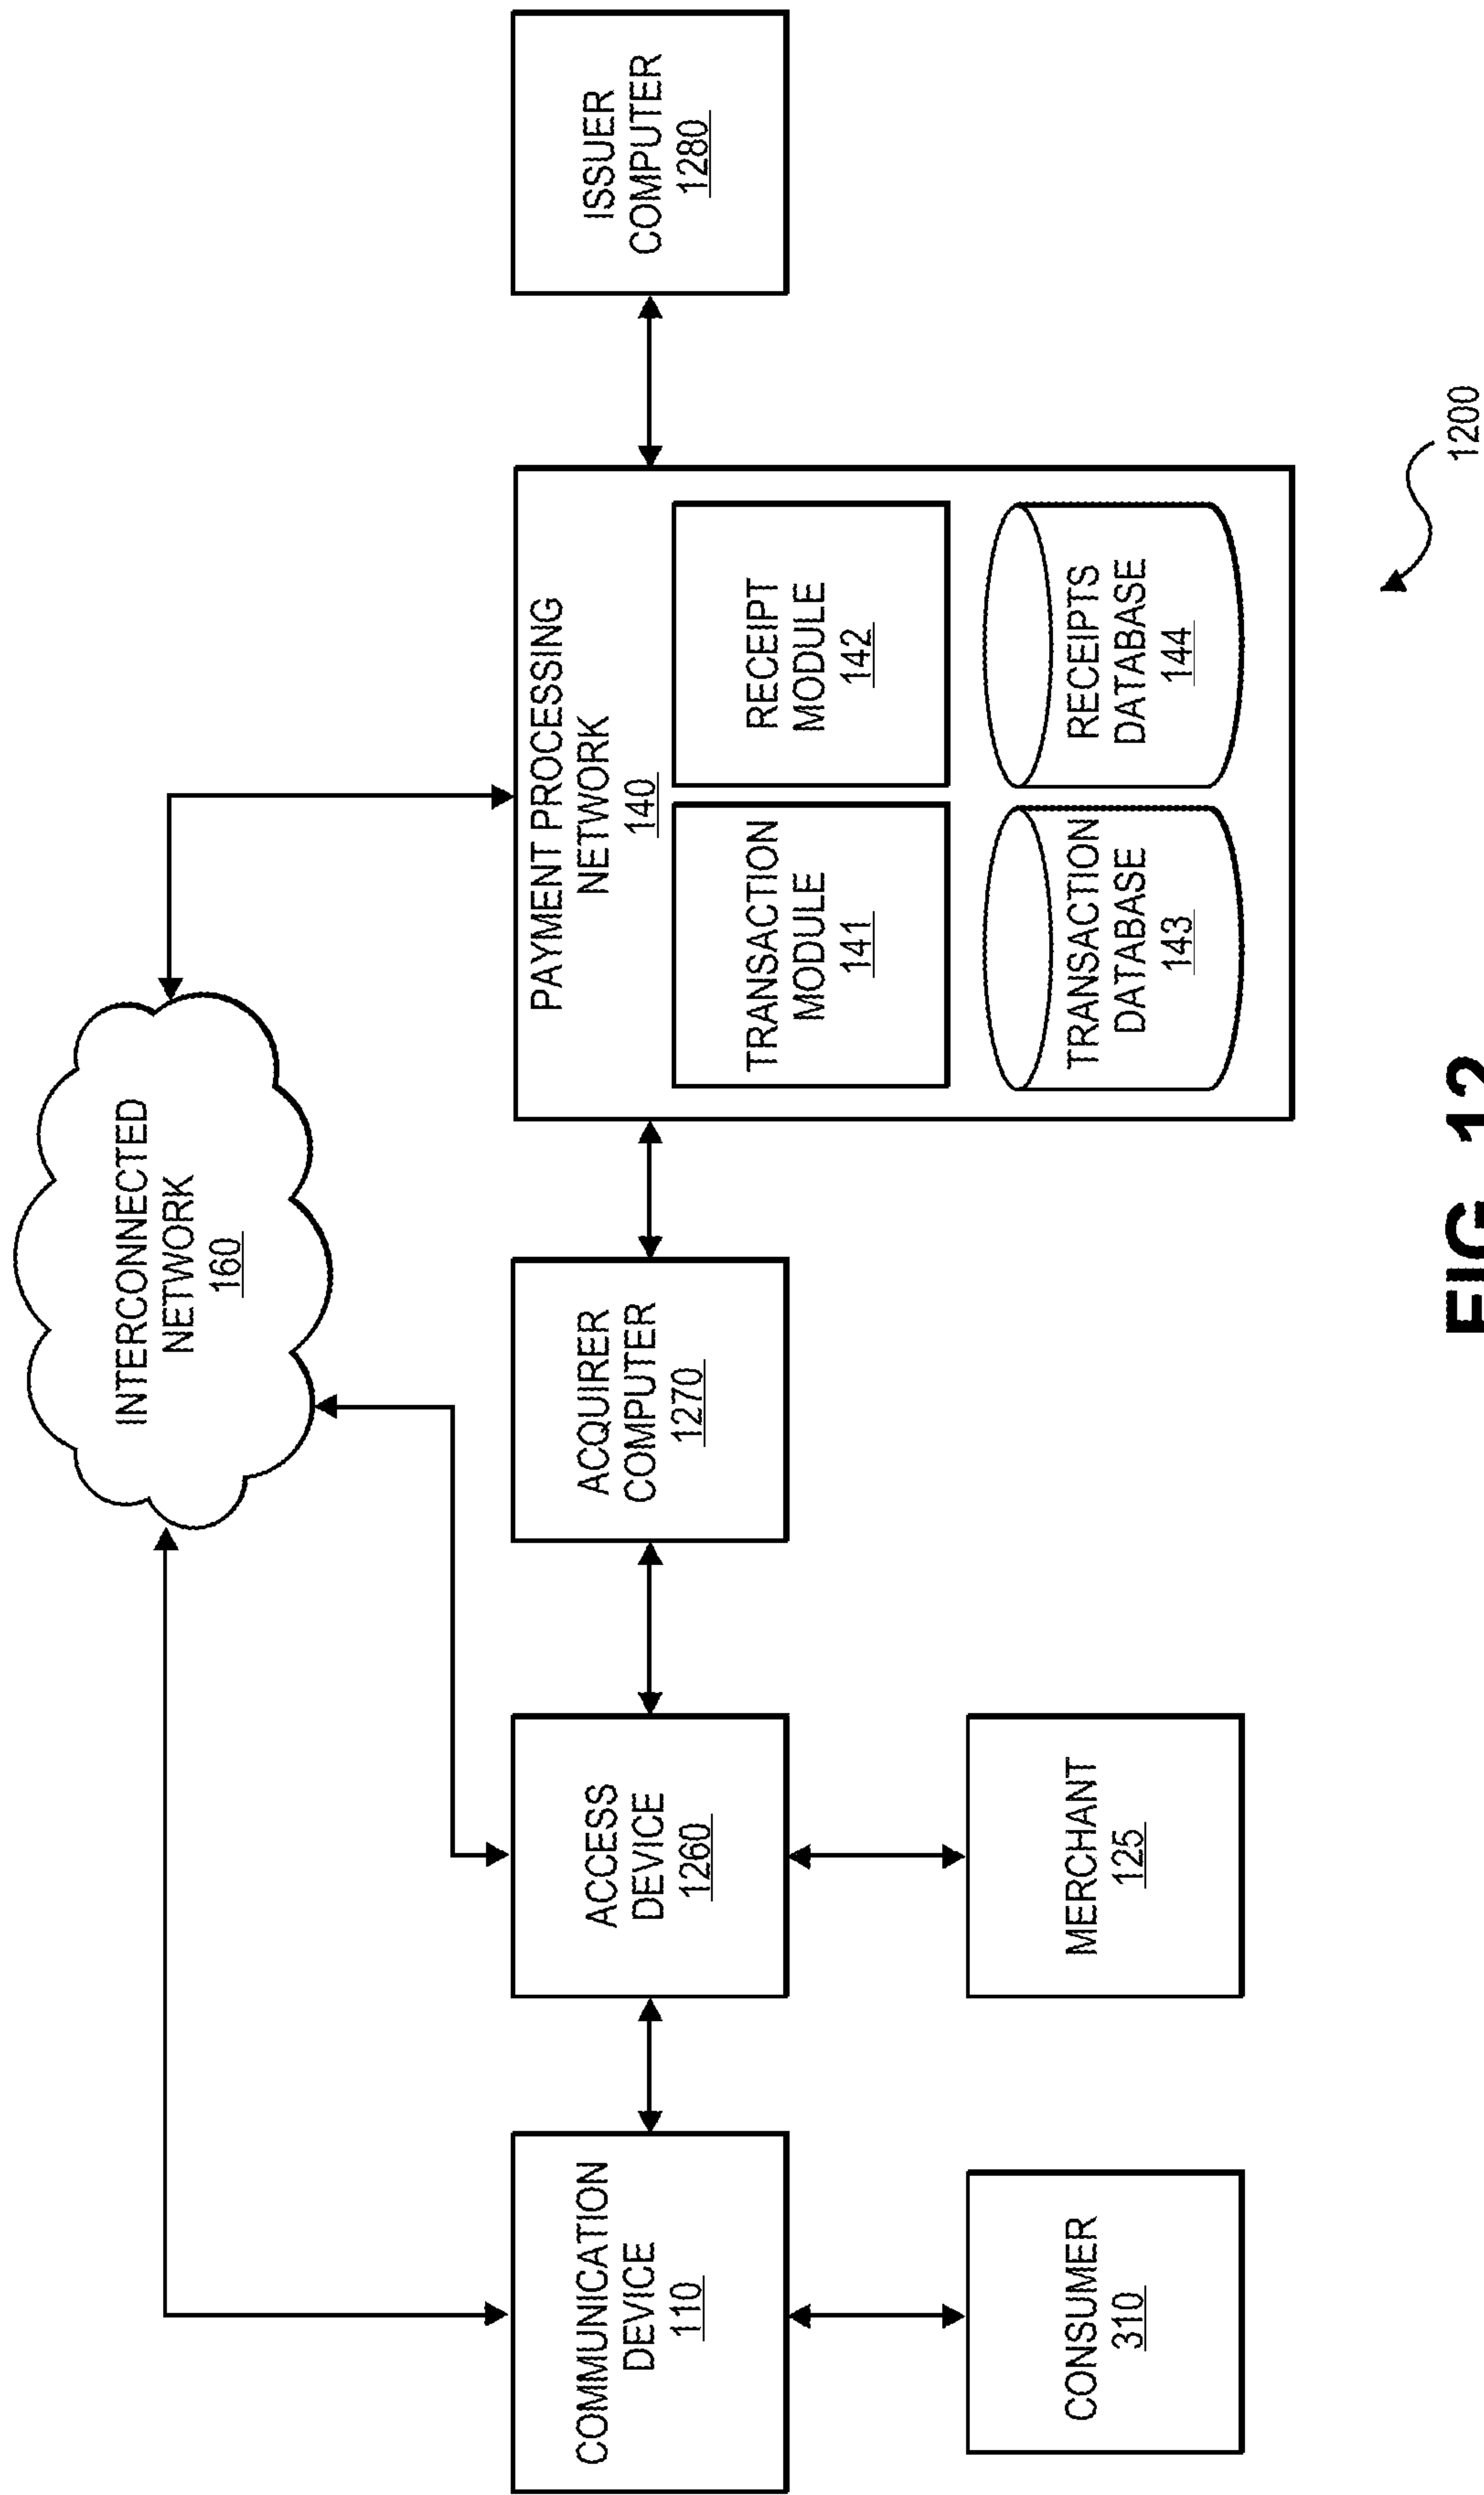 INTERCONNECTED
NETWORK
160
COMMUNICATION
DEVICE
110
ACCESS
DEVICE
1260
ACQUIRER
COMPUTER
1270
PAYMENT PROCESSING
NETWORK
140
TRANSACTION
MODULE
141
RECEIPT
MODULE
142
TRANSACTION
DATABASE
143
RECEIPTS
DATABASE
144
ISSUER
COMPUTER
1280
CONSUMER
310
MERCHANT
125
1200
FIG. 12